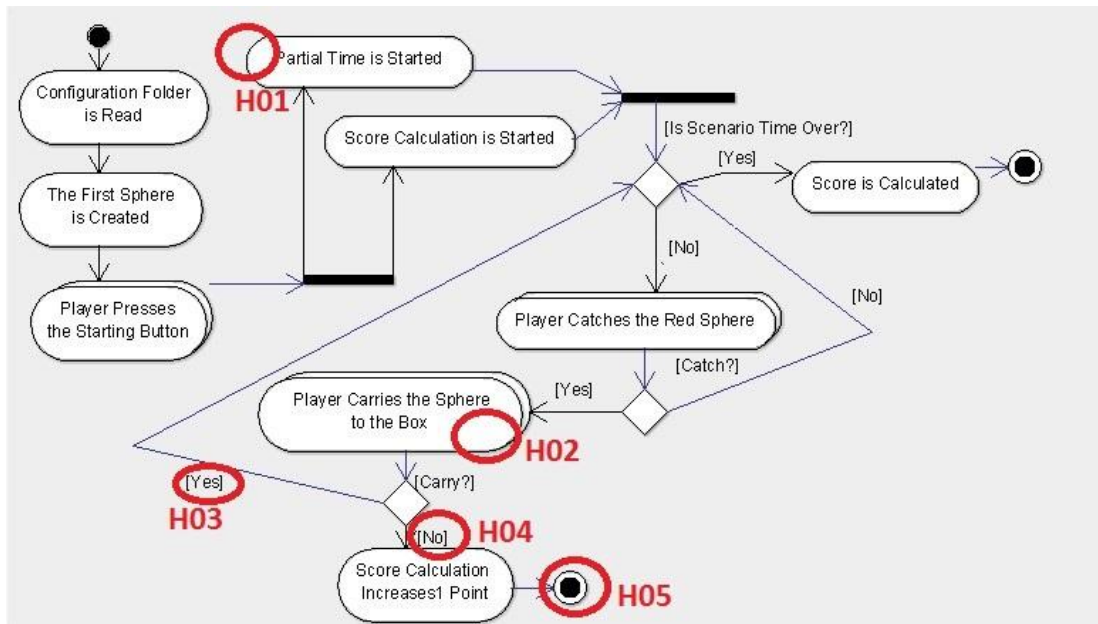 Partial Time is Started
H01
Configuration Folder
is Read
Score Calculation is Started
[Is Scenario Time Over?]
[Yes]
Score is Calculated
The First Sphere
is Created
[No]
Player Presses
the Starting Button
Player Catches the Red Sphere
[No]
[Catch?]
[Yes]
Player Carries the Sphere
to the Box
H02
[Carry?]
[Yes]
H03
[No]
H04
Score Calculation
Increases1 Point
H05